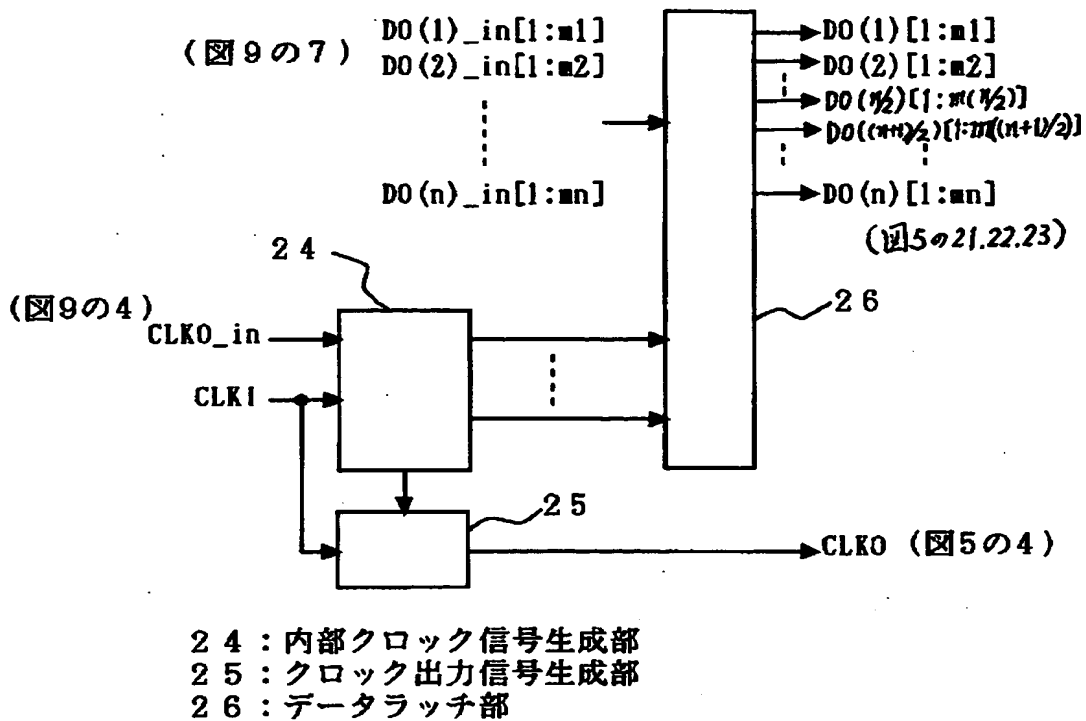 (図9の7)
DO(1)_in[1:m1]
DO(2)_in[1:m2]
DO(n)_in[1:mn]
DO(1)[1:m1]
DO(2)[1:m2]
DO(n/2)[1:m(n/2)]
DO((n+1)/2)[1:m((n+1)/2)]
DO(n)[1:mn]
(図5の21.22.23)
24
26
(図9の4)
CLKO_in
CLKI
25
CLKO (図5の4)
24:内部クロック信号生成部
25:クロック出力信号生成部
26:データラッチ部